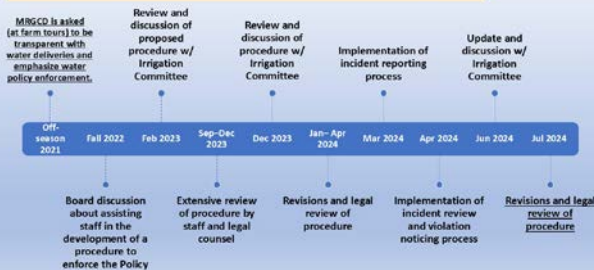 MRGCD is asked
(at farm tours) to be
transparent with
water deliveries and
emphasize water
policy enforcement.
Review and
discussion of
proposed
procedure w/
Irrigation
Committee
Review and
discussion of
procedure w/
Irrigation
Committee
Implementation of
incident reporting
process
Update and
discussion w/
Irrigation
Committee
Off-
season
2021
Fall 2022
Feb 2023
Sep-Dec
2023
Dec 2023
Jan– Apr
2024
Mar 2024
Apr 2024
Jun 2024
Jul 2024
Board discussion
about assisting
staff in the
development of a
procedure to
enforce the Policy
Extensive review
of procedure by
staff and legal
counsel
Revisions and legal
review of
procedure
Implementation of
incident review
and violation
noticing process
Revisions and legal
review of
procedure